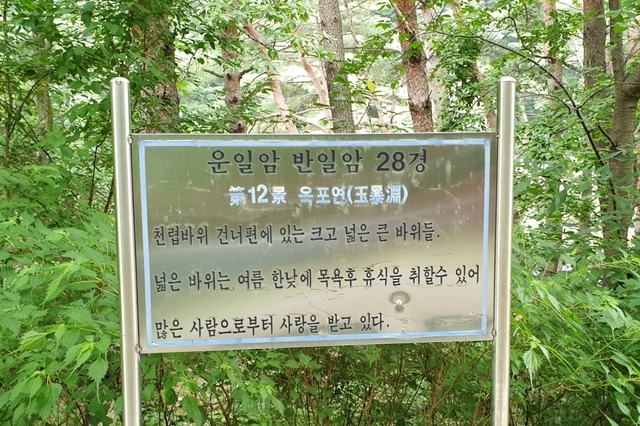 운일암 반일암 28경
第12景 옥포연(玉暴淵)
천렵바위 건너편에 있는 크고 넓은 큰 바위들.
넓은 바위는 여름 한낮에 목욕후 휴식을 취할수 있어
많은 사람으로부터 사랑을 받고 있다.